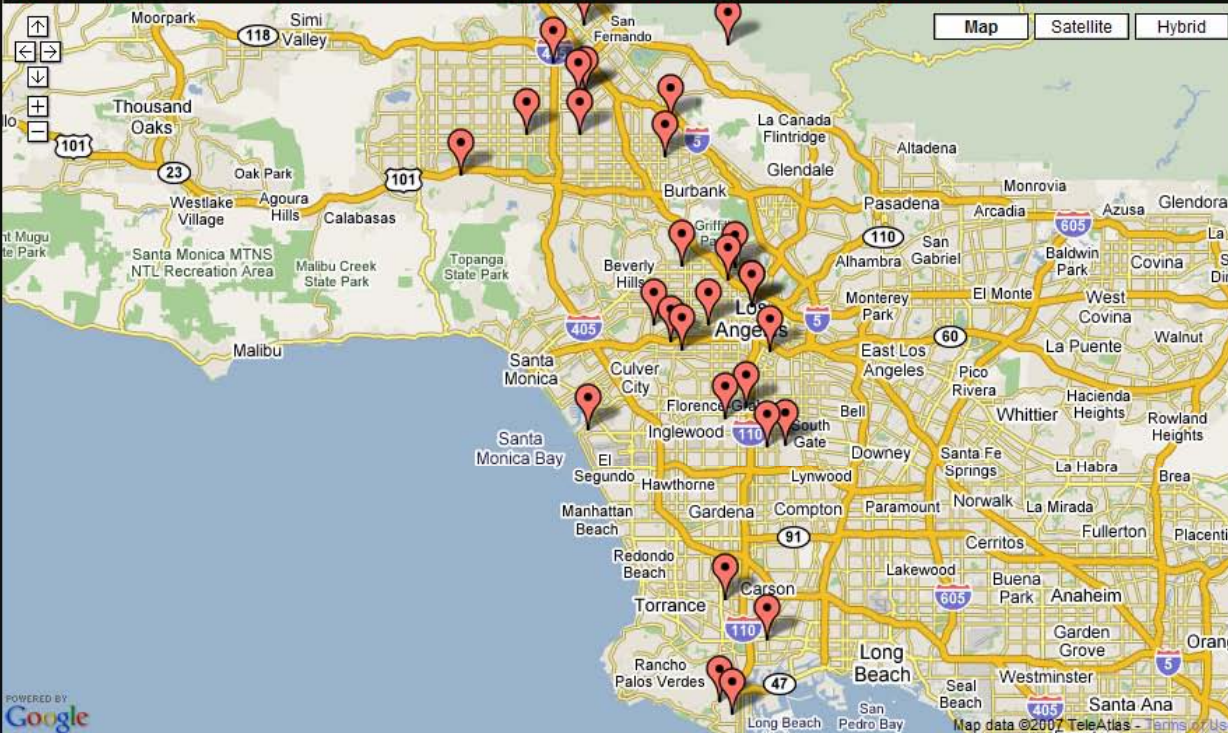 Moorpark
Simi
Valley
118
San
Fernando
Map
Satellite
Hybrid
Thousand
Oaks
101
23
Oak Park
Westlake
Village
Agoura
Hills
Calabasas
101
5
Burbank
La Canada
Flintridge
Glendale
Altadena
Pasadena
Monrovia
Arcadia
605
Azusa
Glendora
Santa Monica MTNS
NTL Recreation Area
Malibu Creek
State Park
Topanga
State Park
Beverly
Hills
110
Alhambra
San
Gabriel
Baldwin
Park
Covina
405
Los
Angeles
5
Monterey
Park
El Monte
West
Covina
60
Walnut
Malibu
Santa
Monica
Culver
City
East Los
Angeles
La Puente
Pico
Rivera
Hacienda
Heights
Rowland
Heights
Whittier
Bell
Inglewood
110
South
Gate
Santa
Monica Bay
El
Segundo
Hawthorne
Lynwood
Downey
Santa Fe
Springs
La Habra
Brea
Manhattan
Beach
Gardena
Compton
Paramount
Norwalk
La Mirada
91
Cerritos
Fullerton
Placenti
Redondo
Beach
Carson
Lakewood
605
Buena
Park
Anaheim
Torrance
110
Garden
Grove
Oran
Rancho
Palos Verdes
47
Long
Beach
5
Westminster
Seal
Beach
405
Santa Ana
POWERED BY
Google
Long Beach
San
Pedro Bay
Map data ©2007 TeleAtlas - Terms of Us